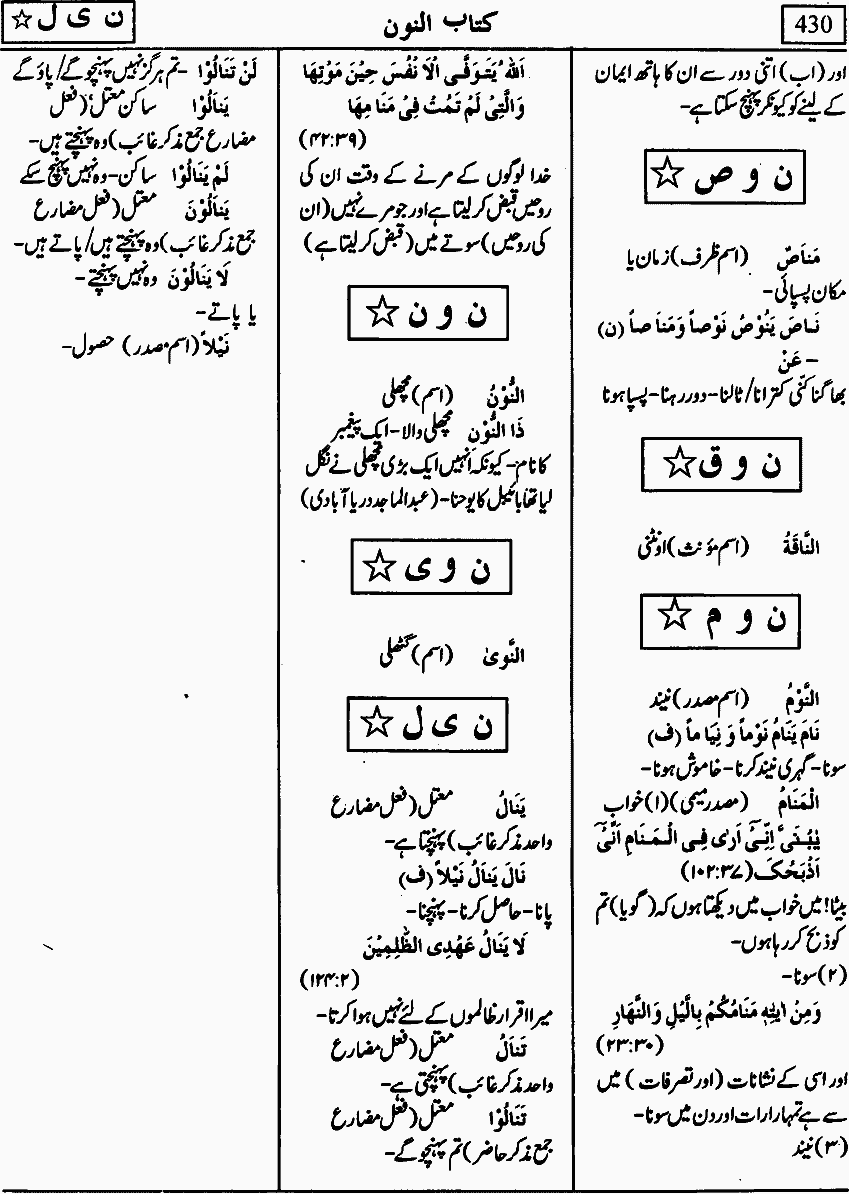 430
کتاب النون
ن ی ل ☆
اور (اب) اتنی دور سے ان کا ہاتھ ایمان
کے لینے کو کیونکر پہنچ سکتا ہے-
ن و ص ☆
مَنَاصٌ (اسم ظرف) زمان یا
مکان پسپائی-
نَاصَ يَنُوْصُ نَوْصاً وَمَنَاصاً (ن)
- عَنْ
بھاگنا کنّی کترانا/ ٹالنا- دور رہنا- پسپا ہونا
ن و ق ☆
النَّاقَةُ (اسم مؤنث) اونٹنی
ن و م ☆
النَّوْمُ (اسم مصدر) نیند
نَامَ يَنَامُ نَوْماً وَ نِيَاماً (ف)
سونا- گہری نیند کرنا- خاموش ہونا-
الْمَنَامُ (مصدر میمی) (۱) خواب
يٰبُنَيَّ اِنِّيْٓ اَرٰى فِى الْمَنَامِ اَنِّيْٓ
اَذْبَحُكَ (۱۰۲:۳۷)
بیٹا! میں خواب میں دیکھتا ہوں کہ (گویا) تم
کو ذبح کر رہا ہوں-
(۲) سونا-
وَمِنْ اٰيٰتِهٖ مَنَامُكُمْ بِالَّيْلِ وَالنَّهَارِ
(۲۳:۳۰)
اور اسی کے نشانات (اور تصرفات) میں
سے ہے تمہارا رات اور دن میں سونا-
(۳) نیند
اَللّٰهُ يَتَوَفَّى الْاَنْفُسَ حِيْنَ مَوْتِهَا
وَالَّتِىْ لَمْ تَمُتْ فِىْ مَنَامِهَا
(۴۲:۳۹)
خدا لوگوں کے مرنے کے وقت ان کی
روحیں قبض کر لیتا ہے اور جو مرے نہیں (ان
کی روحیں) سوتے میں (قبض کر لیتا ہے)
ن و ن ☆
النُّوْنُ (اسم) مچھلی
ذَا النُّوْنِ مچھلی والا- ایک پیغمبر
کا نام- کیونکہ انہیں ایک بڑی مچھلی نے نگل
لیا تھا بائیبل کا یوحنا- (عبدالماجد دریا آبادی)
ن و ی ☆
النَّوىٰ (اسم) گٹھلی
ن ی ل ☆
يَنَالُ معتل (فعل مضارع
واحد مذکر غائب) پہنچتا ہے-
نَالَ يَنَالُ نَيْلاً (ف)
پانا- حاصل کرنا- پہنچنا-
لَا يَنَالُ عَهْدِى الظّٰلِمِيْنَ
(۱۲۴:۲)
میرا اقرار ظالموں کے لئے نہیں ہوا کرتا-
تَنَالُ معتل (فعل مضارع
واحد مذکر غائب) پہنچتی ہے-
تَنَالُوْا معتل (فعل مضارع
جمع مذکر حاضر) تم پہنچو گے-
لَنْ تَنَالُوْا -تم ہرگز نہیں پہنچو گے/ پاؤ گے
يَنَالُوْا ساکن معتل (فعل
مضارع جمع مذکر غائب) وہ پہنچتے ہیں-
لَمْ يَنَالُوْا ساکن- وہ نہیں پہنچ سکے
يَنَالُوْنَ معتل (فعل مضارع
جمع مذکر غائب) وہ پہنچتے ہیں/ پاتے ہیں-
لَا يَنَالُوْنَ وہ نہیں پہنچتے-
یا پاتے-
نَيْلاً (اسم مصدر) حصول-